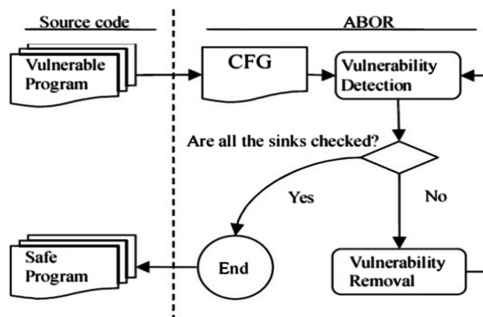 Source code
ABOR
Vulnerable
Program
CFG
Vulnerability
Detection
Are all the sinks checked?
Yes
No
Safe
Program
End
Vulnerability
Removal